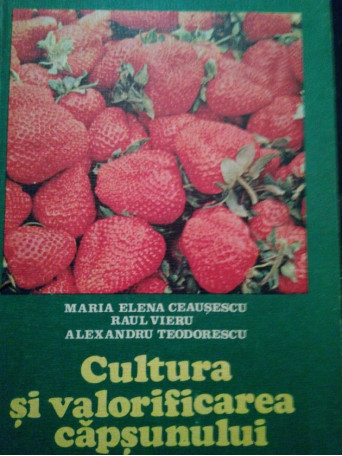 MARIA ELENA CEAUȘESCU
RAUL VIERU
ALEXANDRU TEODORESCU
Cultura
și valorificarea
căpșunului